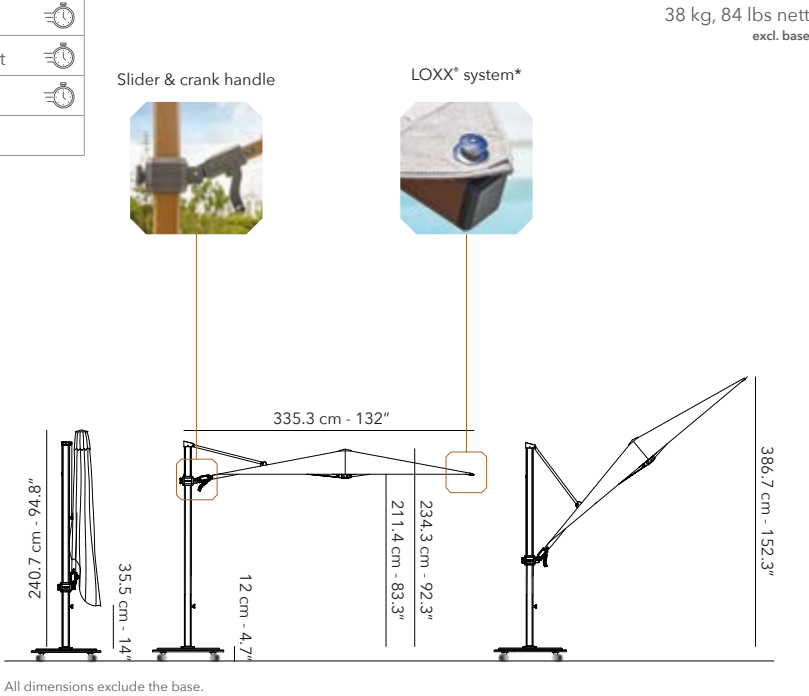 38 kg, 84 lbs nett
excl. base
t
Slider & crank handle
LOXX® system*
335.3 cm - 132”
240.7 cm - 94.8”
35.5 cm - 14”
12 cm - 4.7”
211.4 cm - 83.3”
234.3 cm - 92.3”
386.7 cm - 152.3”
All dimensions exclude the base.